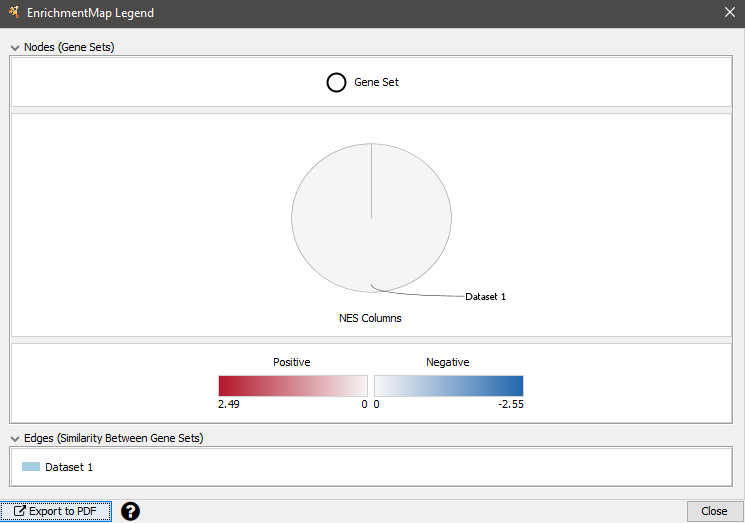 EnrichmentMap Legend
Nodes (Gene Sets)
Gene Set
Dataset 1
NES Columns
Positive Negative
2.49 0 0 -2.55
Edges (Similarity Between Gene Sets)
Dataset 1
Export to PDF ? Close